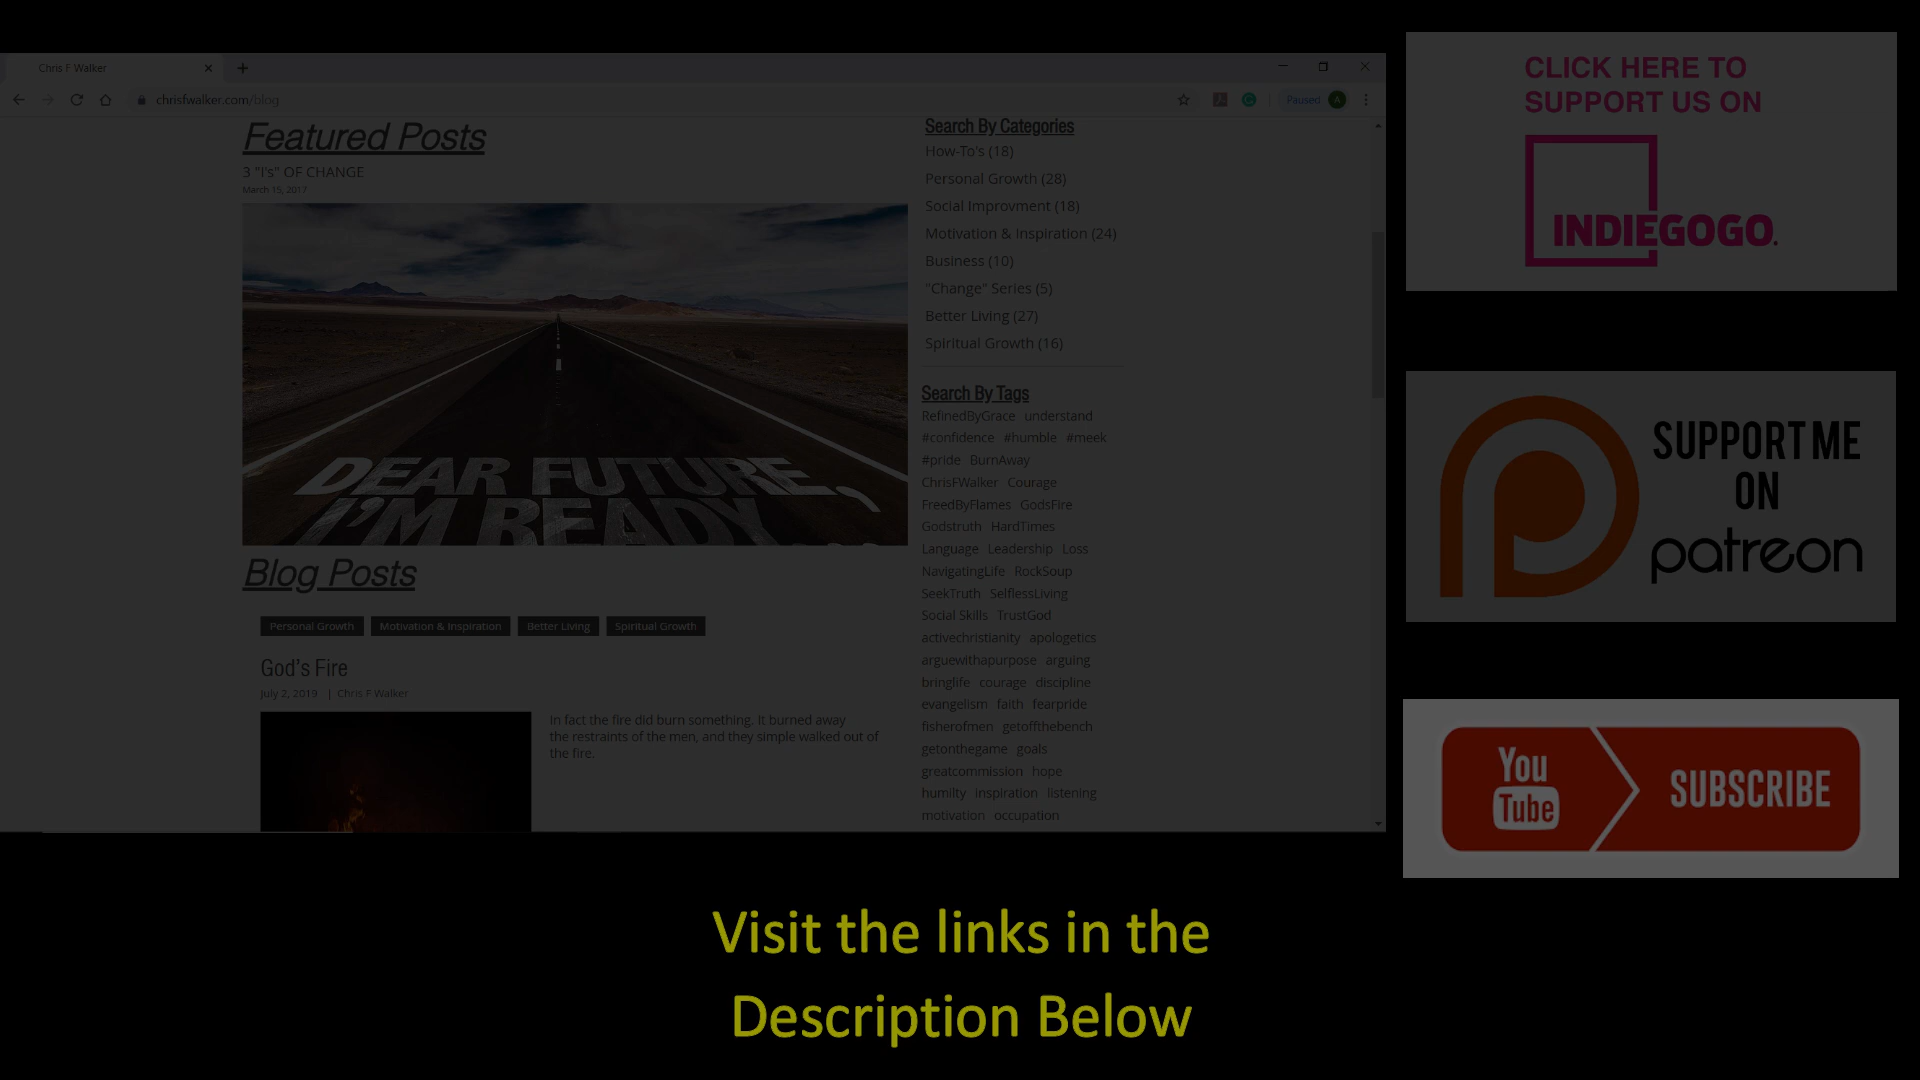 Chris F Walker
chrisfwalker.com/blog
Paused
A
Featured Posts
3 "I's" OF CHANGE
March 15, 2017
DEAR FUTURE,
I'M READY
Blog Posts
Personal Growth Motivation & Inspiration Better Living Spiritual Growth
God's Fire
July 2, 2019 | Chris F Walker
In fact the fire did burn something. It burned away
the restraints of the men, and they simple walked out of
the fire.
Search By Categories
How-To's (18)
Personal Growth (28)
Social Improvment (18)
Motivation & Inspiration (24)
Business (10)
"Change" Series (5)
Better Living (27)
Spiritual Growth (16)
Search By Tags
RefinedByGrace understand
#confidence #humble #meek
#pride BurnAway
ChrisFWalker Courage
FreedByFlames GodsFire
Godstruth HardTimes
Language Leadership Loss
NavigatingLife RockSoup
SeekTruth SelflessLiving
Social Skills TrustGod
activechristianity apologetics
arguewithapurpose arguing
bringlife courage discipline
evangelism faith fearpride
fisherofmen getoffthebench
getonthegame goals
greatcommission hope
humilty inspiration listening
motivation occupation
CLICK HERE TO
SUPPORT US ON
INDIEGOGO.
SUPPORT ME
ON
patreon
You
Tube
SUBSCRIBE
Visit the links in the
Description Below